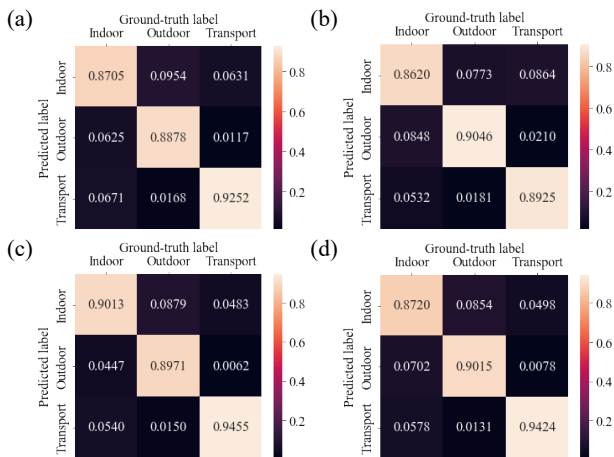 (a)
Ground-truth label
Indoor Outdoor Transport
Predicted label
Indoor 0.8705 0.0954 0.0631
Outdoor 0.0625 0.8878 0.0117
Transport 0.0671 0.0168 0.9252
0.8
0.6
0.4
0.2
(b)
Ground-truth label
Indoor Outdoor Transport
Predicted label
Indoor 0.8620 0.0773 0.0864
Outdoor 0.0848 0.9046 0.0210
Transport 0.0532 0.0181 0.8925
0.8
0.6
0.4
0.2
(c)
Ground-truth label
Indoor Outdoor Transport
Predicted label
Indoor 0.9013 0.0879 0.0483
Outdoor 0.0447 0.8971 0.0062
Transport 0.0540 0.0150 0.9455
0.8
0.6
0.4
0.2
(d)
Ground-truth label
Indoor Outdoor Transport
Predicted label
Indoor 0.8720 0.0854 0.0498
Outdoor 0.0702 0.9015 0.0078
Transport 0.0578 0.0131 0.9424
0.8
0.6
0.4
0.2